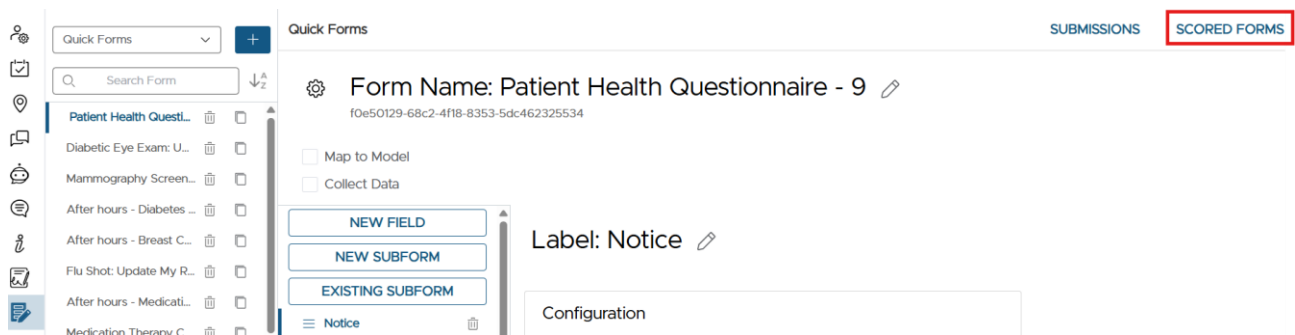 Quick Forms
Search Form
Patient Health Questi...
Diabetic Eye Exam: U...
Mammography Screen...
After hours - Diabetes ...
After hours - Breast C...
Flu Shot: Update My R...
After hours - Medicati...
Medication Therapy C...
Quick Forms
SUBMISSIONS
SCORED FORMS
Form Name: Patient Health Questionnaire - 9
f0e50129-68c2-4f18-8353-5dc462325534
Map to Model
Collect Data
NEW FIELD
NEW SUBFORM
EXISTING SUBFORM
Notice
Label: Notice
Configuration